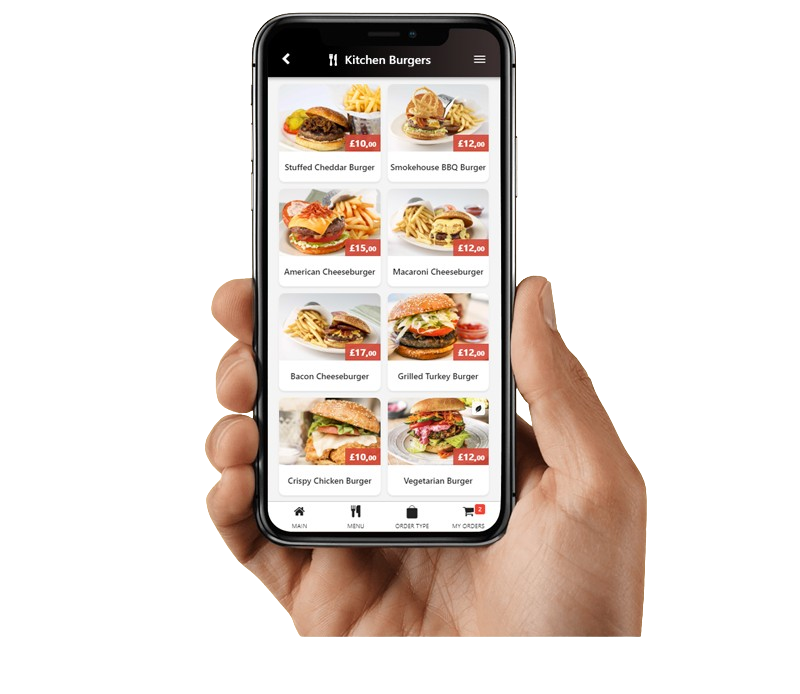 Kitchen Burgers
£10,00
£12,00
Stuffed Cheddar Burger
Smokehouse BBQ Burger
£15,00
£12,00
American Cheeseburger
Macaroni Cheeseburger
£17,00
£12,00
Bacon Cheeseburger
Grilled Turkey Burger
£10,00
£12,00
Crispy Chicken Burger
Vegetarian Burger
2
MAIN
MENU
ORDER TYPE
MY ORDERS